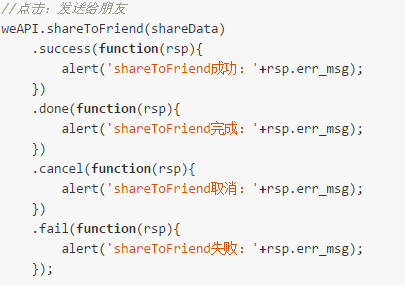 //点击：发送给朋友
weAPI.shareToFriend(shareData)
    .success(function(rsp){
        alert('shareToFriend成功：'+rsp.err_msg);
    })
    .done(function(rsp){
        alert('shareToFriend完成：'+rsp.err_msg);
    })
    .cancel(function(rsp){
        alert('shareToFriend取消：'+rsp.err_msg);
    })
    .fail(function(rsp){
        alert('shareToFriend失败：'+rsp.err_msg);
    });